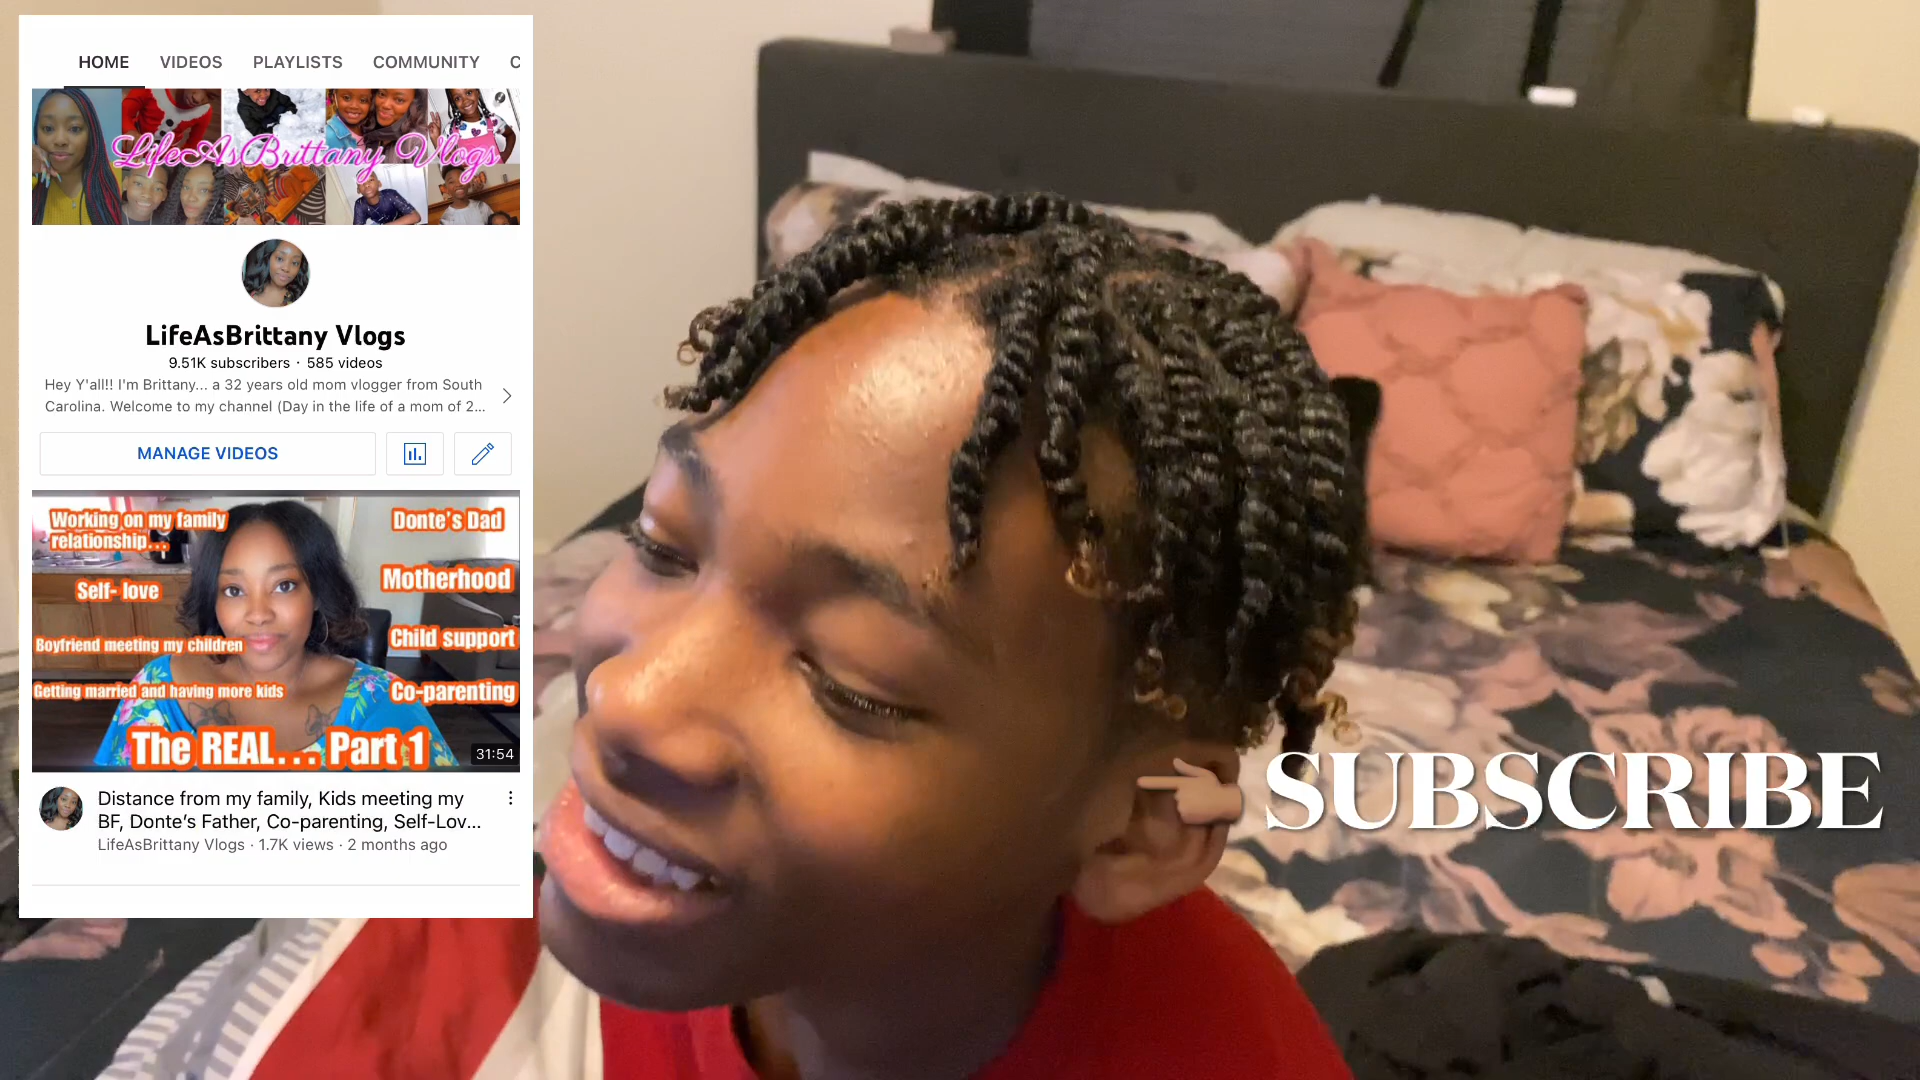 HOME VIDEOS PLAYLISTS COMMUNITY C
LifeAsBrittany Vlogs
LifeAsBrittany Vlogs
9.51K subscribers · 585 videos
Hey Y'all!! I'm Brittany... a 32 years old mom vlogger from South
Carolina. Welcome to my channel (Day in the life of a mom of 2...
MANAGE VIDEOS
Working on my family
relationship...
Donte's Dad
Self- love
Motherhood
Boyfriend meeting my children
Child support
Getting married and having more kids
Co-parenting
The REAL... Part 1
31:54
Distance from my family, Kids meeting my
BF, Donte’s Father, Co-parenting, Self-Lov...
LifeAsBrittany Vlogs · 1.7K views · 2 months ago
SUBSCRIBE